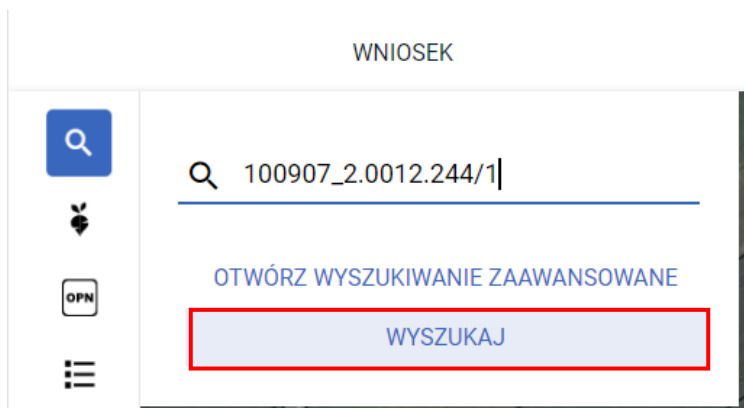 WNIOSEK
100907_2.0012.244/1
OPN
OTWÓRZ WYSZUKIWANIE ZAAWANSOWANE
WYSZUKAJ